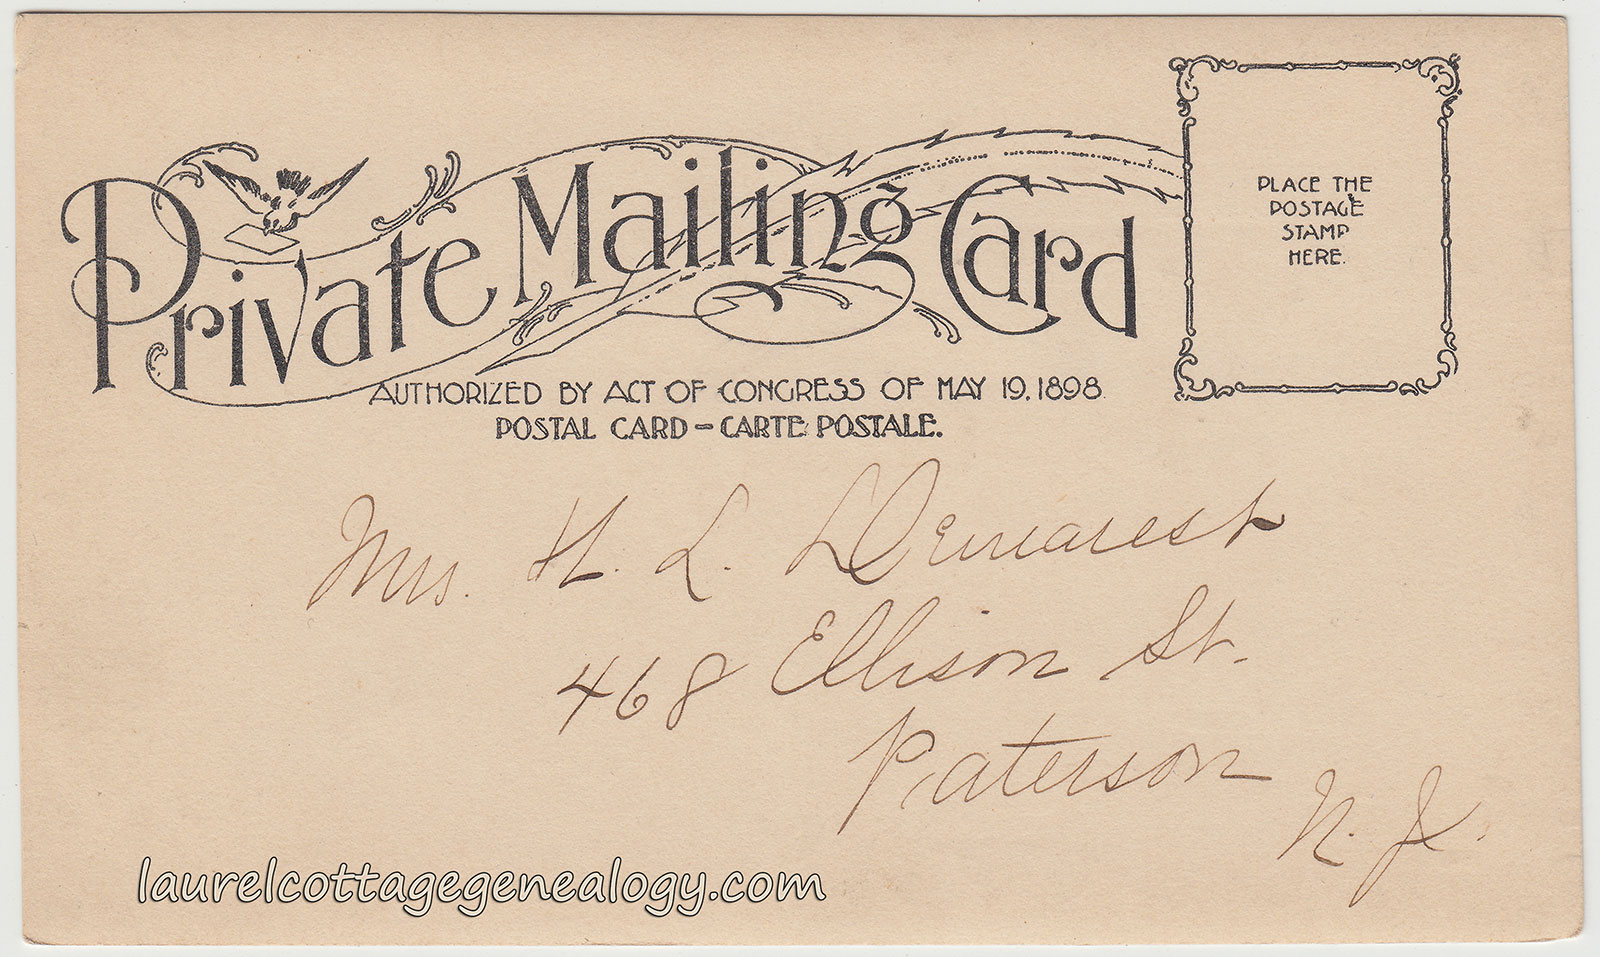 Private Mailing Card
PLACE THE
POSTAGE
STAMP
HERE.
AUTHORIZED BY ACT OF CONGRESS OF MAY 19, 1898
POSTAL CARD – CARTE POSTALE.
Mrs. H. L. Demarest
468 Ellison St.
Paterson
N. J.
laurelcottagegenealogy.com